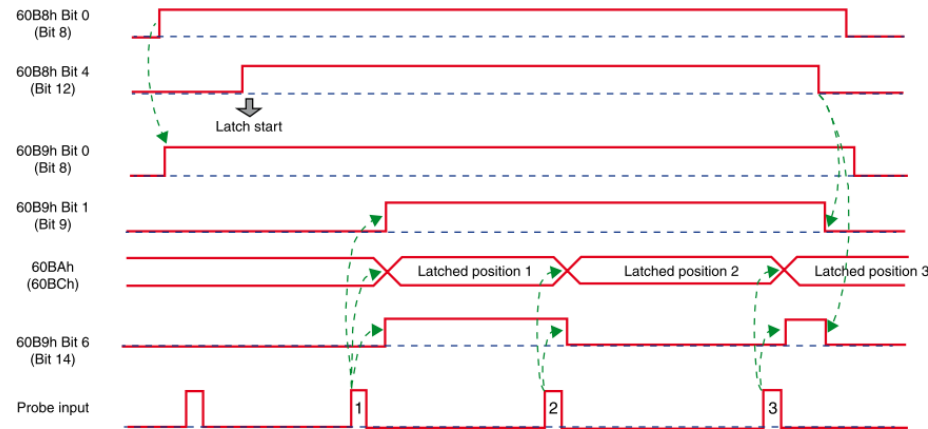 60B8h Bit 0
(Bit 8)
60B8h Bit 4
(Bit 12)
Latch start
60B9h Bit 0
(Bit 8)
60B9h Bit 1
(Bit 9)
60BAh
(60BCh)
Latched position 1
Latched position 2
Latched position 3
60B9h Bit 6
(Bit 14)
Probe input
1
2
3